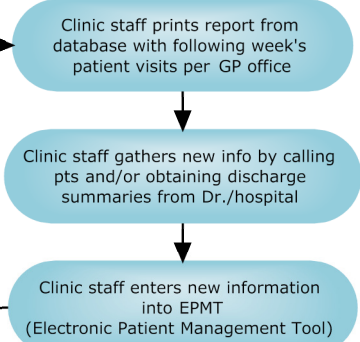 Clinic staff prints report from
database with following week's
patient visits per GP office
Clinic staff gathers new info by calling
pts and/or obtaining discharge
summaries from Dr./hospital
Clinic staff enters new information
into EPMT
(Electronic Patient Management Tool)